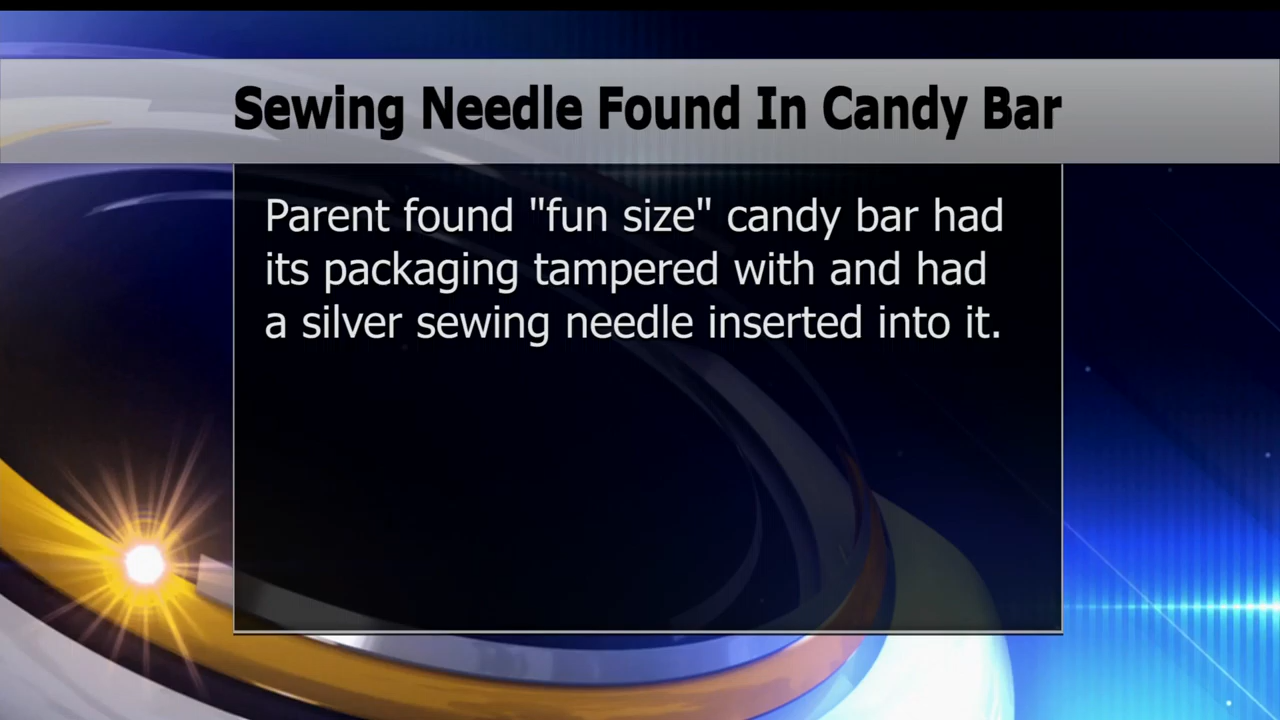 Sewing Needle Found In Candy Bar
Parent found "fun size" candy bar had
its packaging tampered with and had
a silver sewing needle inserted into it.